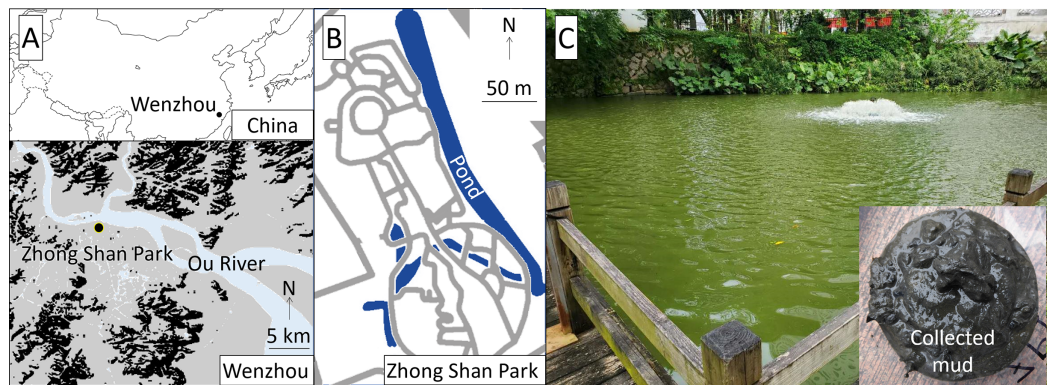 A
Wenzhou
China
Zhong Shan Park
Ou River
N
5 km
Wenzhou
B
N
50 m
Pond
Zhong Shan Park
C
Collected
mud